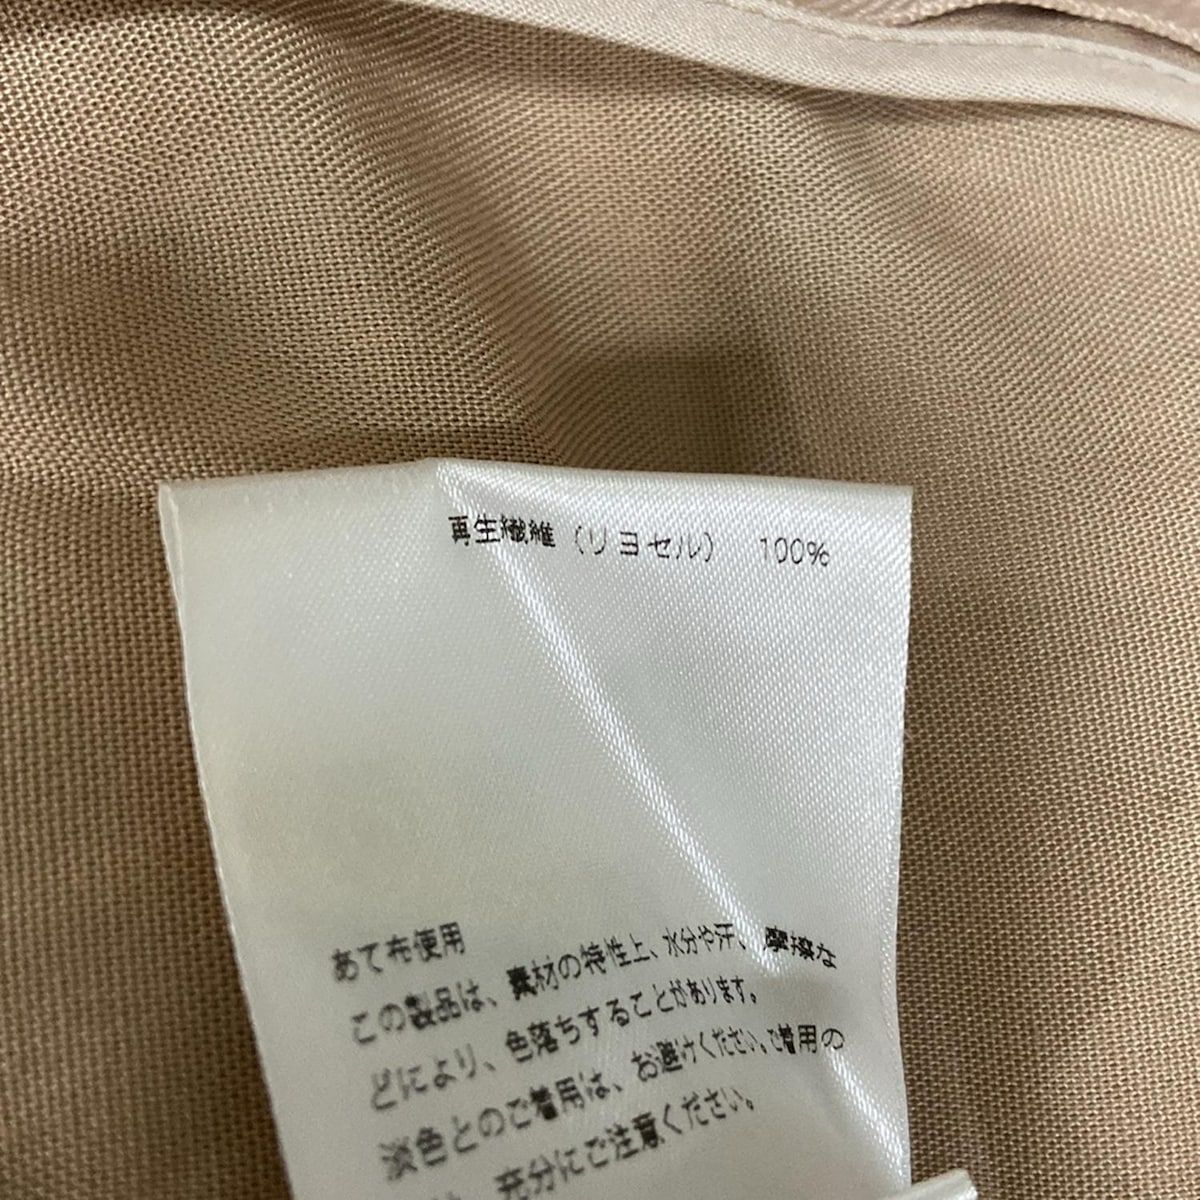 再生繊維（リヨセル） 100%
あて布使用
この製品は、素材の特性上、水分や汗、摩擦な
どにより、色落ちすることがあります。
淡色とのご着用は、お避けください。ご着用の
は、充分にご注意ください。